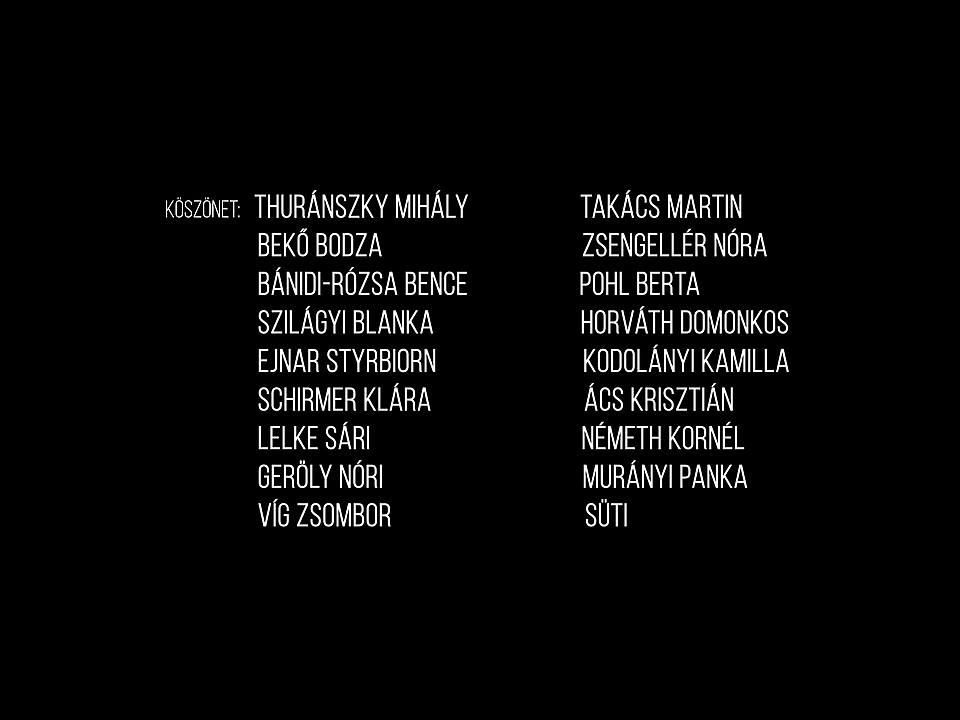 KÖSZÖNET: THURÁNSZKY MIHÁLY TAKÁCS MARTIN
BEKŐ BODZA ZSENGELLÉR NÓRA
BÁNIDI-RÓZSA BENCE POHL BERTA
SZILÁGYI BLANKA HORVÁTH DOMONKOS
EJNAR STYRBIORN KODOLÁNYI KAMILLA
SCHIRMER KLÁRA ÁCS KRISZTIÁN
LELKE SÁRI NÉMETH KORNÉL
GERÖLY NÓRI MURÁNYI PANKA
VÍG ZSOMBOR SÜTI